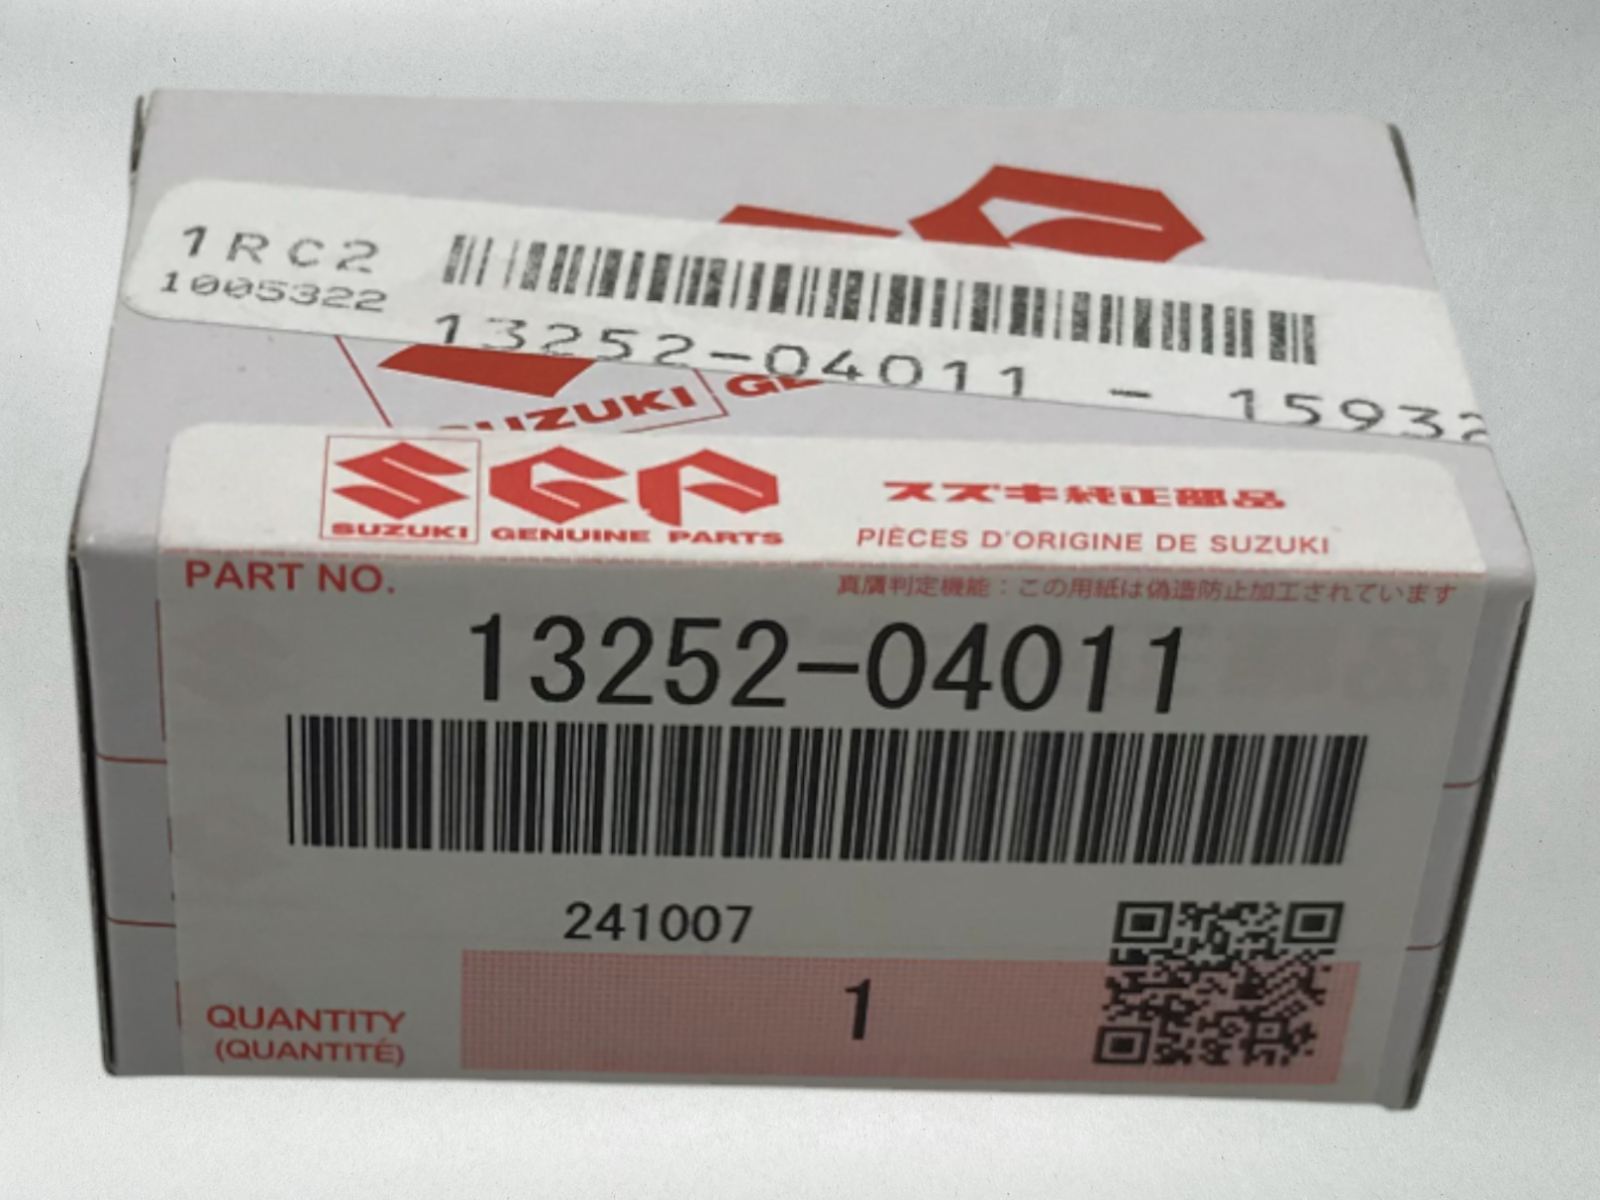 1RC2
1005322
13252-04011 - 15932
SUZUKI GE
SUZUKI GENUINE PARTS
スズキ純正部品
PIÈCES D'ORIGINE DE SUZUKI
PART NO.
真贋判定機能：この用紙は偽造防止加工されています
13252-04011
241007
1
QUANTITY
(QUANTITÉ)